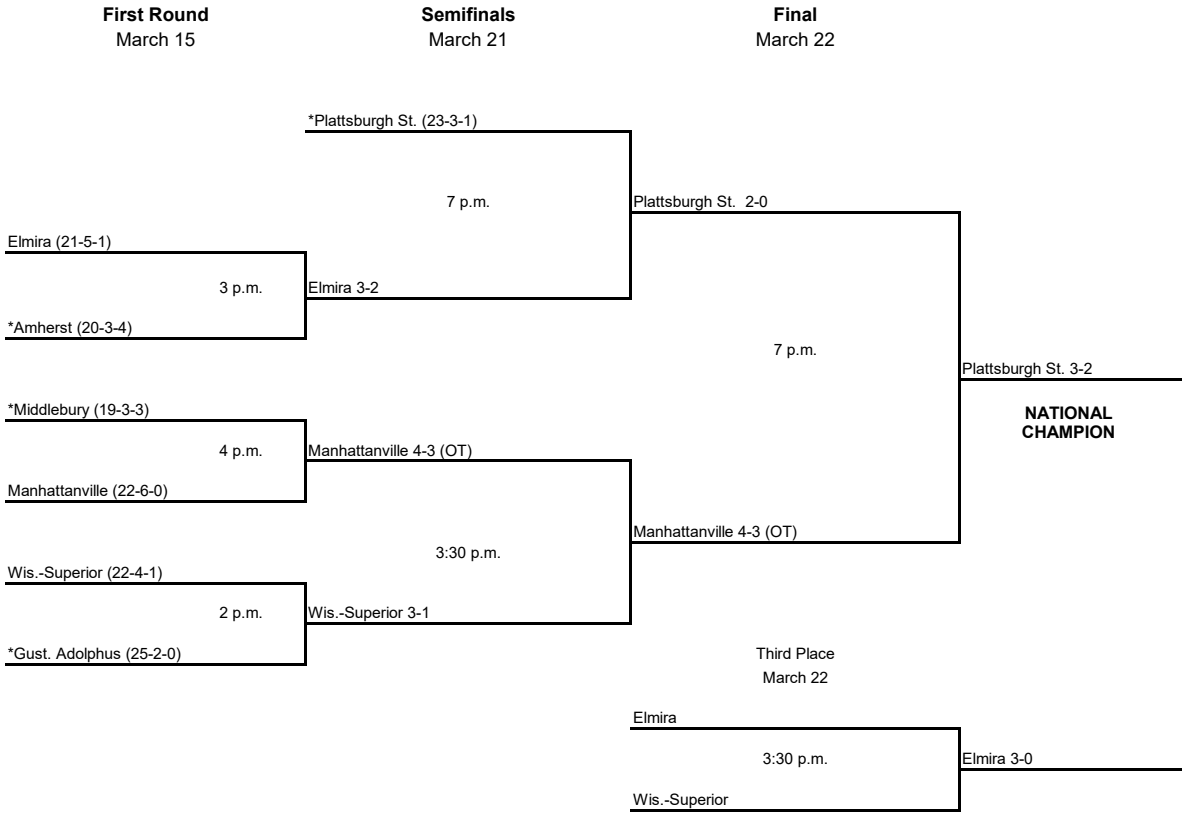 First Round
March 15
Semifinals
March 21
Final
March 22
*Plattsburgh St. (23-3-1)
7 p.m.
Plattsburgh St.  2-0
Elmira (21-5-1)
3 p.m.
Elmira 3-2
*Amherst (20-3-4)
7 p.m.
Plattsburgh St. 3-2
*Middlebury (19-3-3)
NATIONAL
CHAMPION
4 p.m.
Manhattanville 4-3 (OT)
Manhattanville (22-6-0)
Manhattanville 4-3 (OT)
3:30 p.m.
Wis.-Superior (22-4-1)
2 p.m.
Wis.-Superior 3-1
*Gust. Adolphus (25-2-0)
Third Place
March 22
Elmira
3:30 p.m.
Elmira 3-0
Wis.-Superior